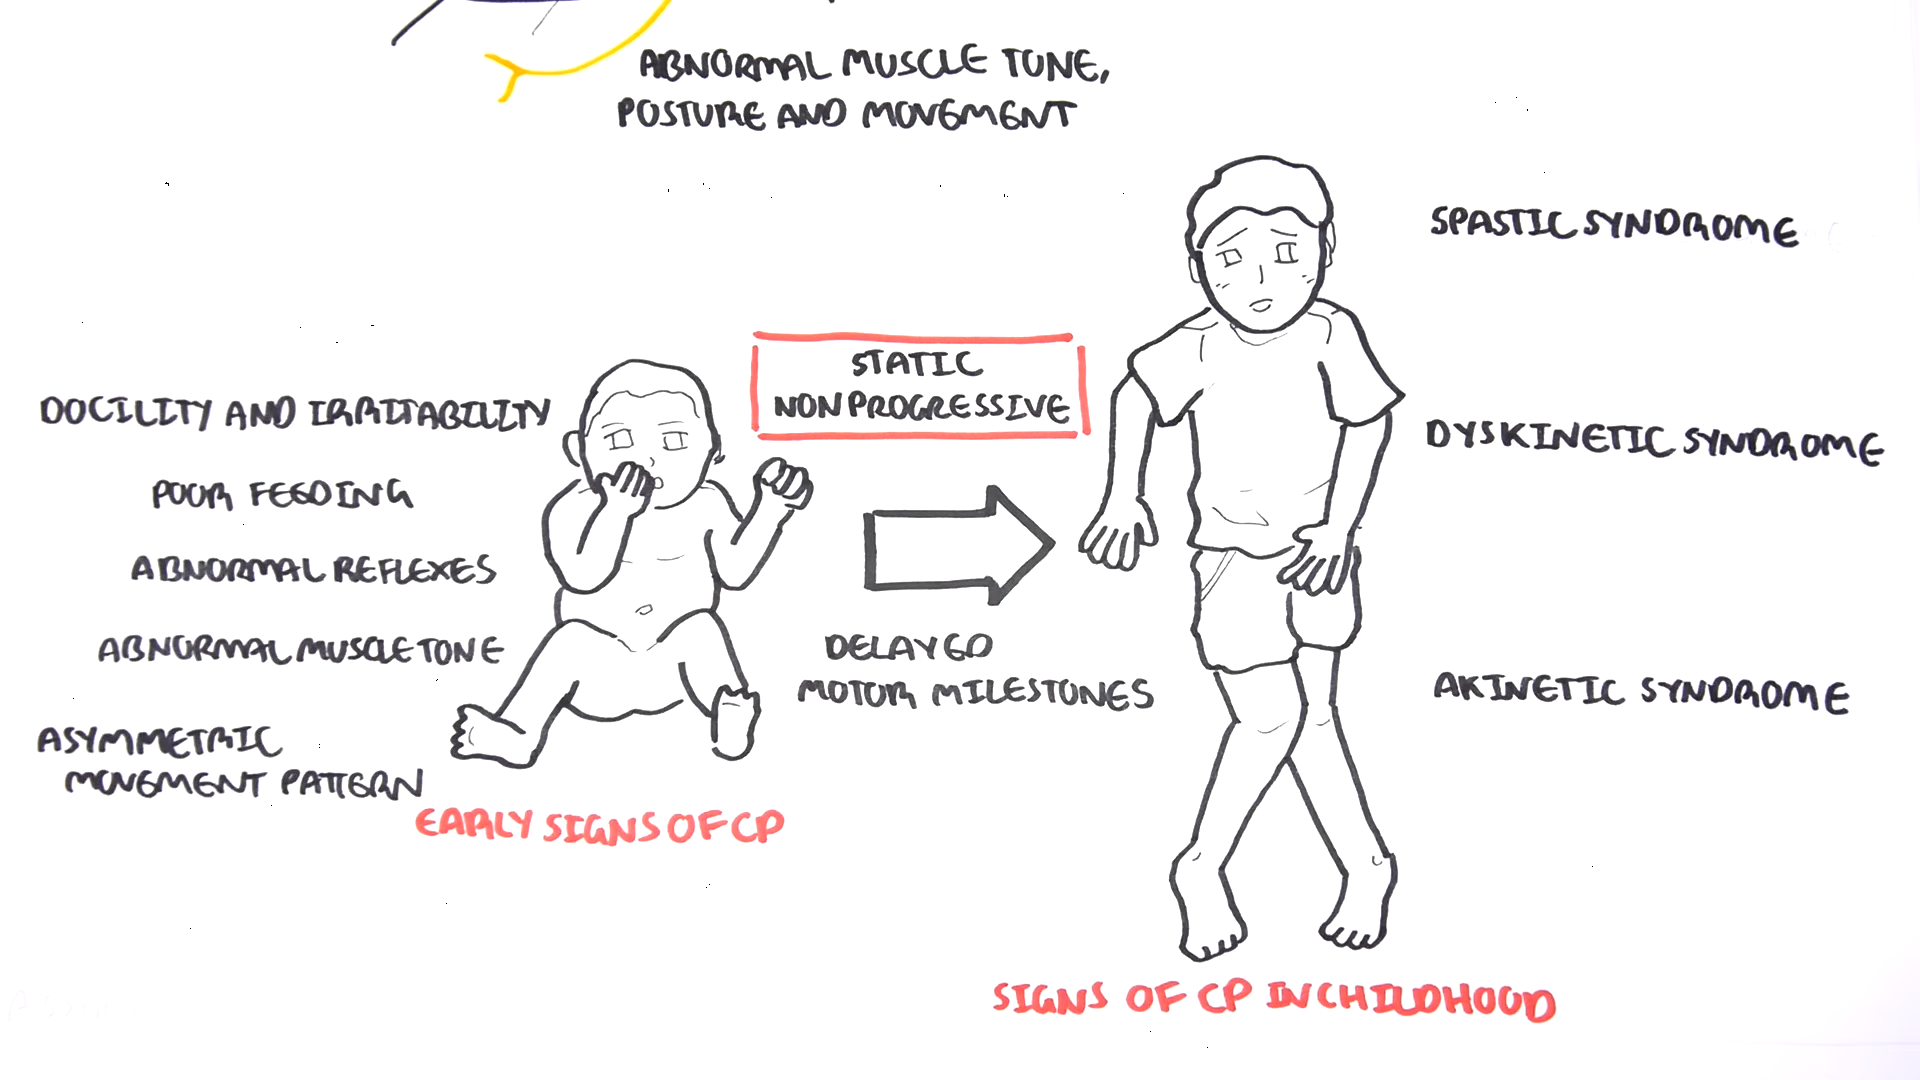 ABNORMAL MUSCLE TONE,
POSTURE AND MOVEMENT
SPASTIC SYNDROME
STATIC
NONPROGRESSIVE
DOCILITY AND IRRITABILITY
DYSKINETIC SYNDROME
POOR FEEDING
ABNORMAL REFLEXES
ABNORMAL MUSCLE TONE
DELAYED
MOTOR MILESTONES
AKINETIC SYNDROME
ASYMMETRIC
MOVEMENT PATTERN
EARLY SIGNS OF CP
SIGNS OF CP IN CHILDHOOD